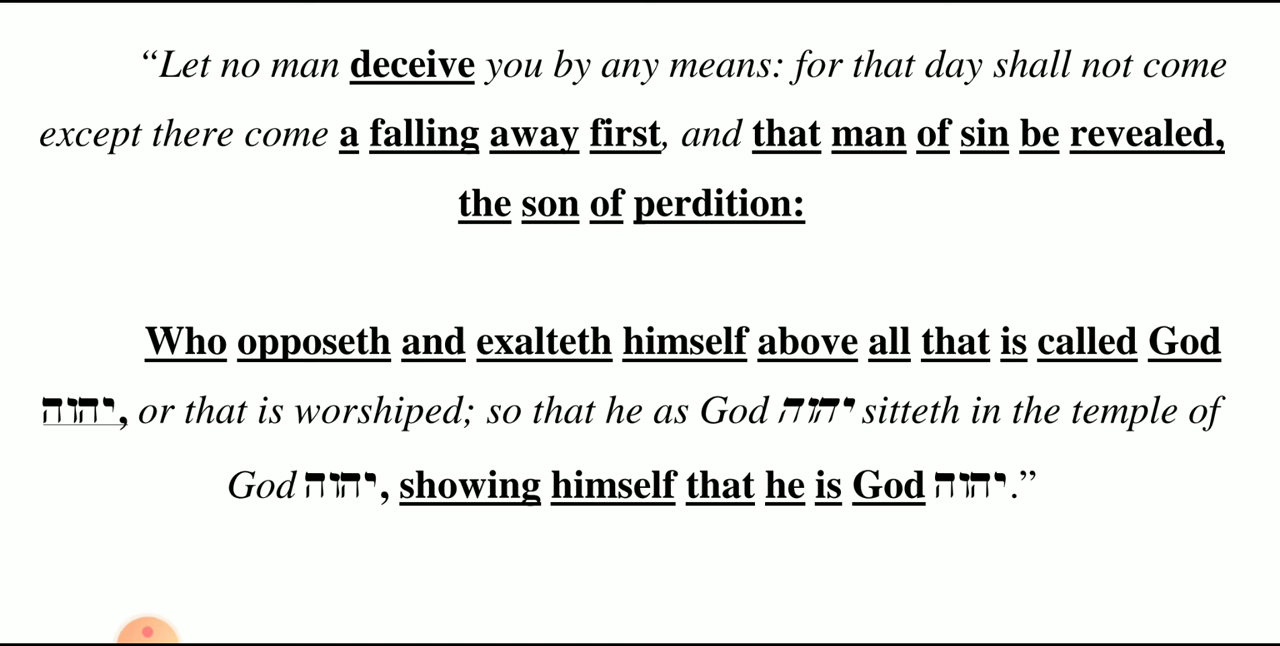 “Let no man deceive you by any means: for that day shall not come
except there come a falling away first, and that man of sin be revealed,
the son of perdition:
Who opposeth and exalteth himself above all that is called God
יהוה, or that is worshiped; so that he as God יהוה sitteth in the temple of
God יהוה, showing himself that he is God יהוה.”